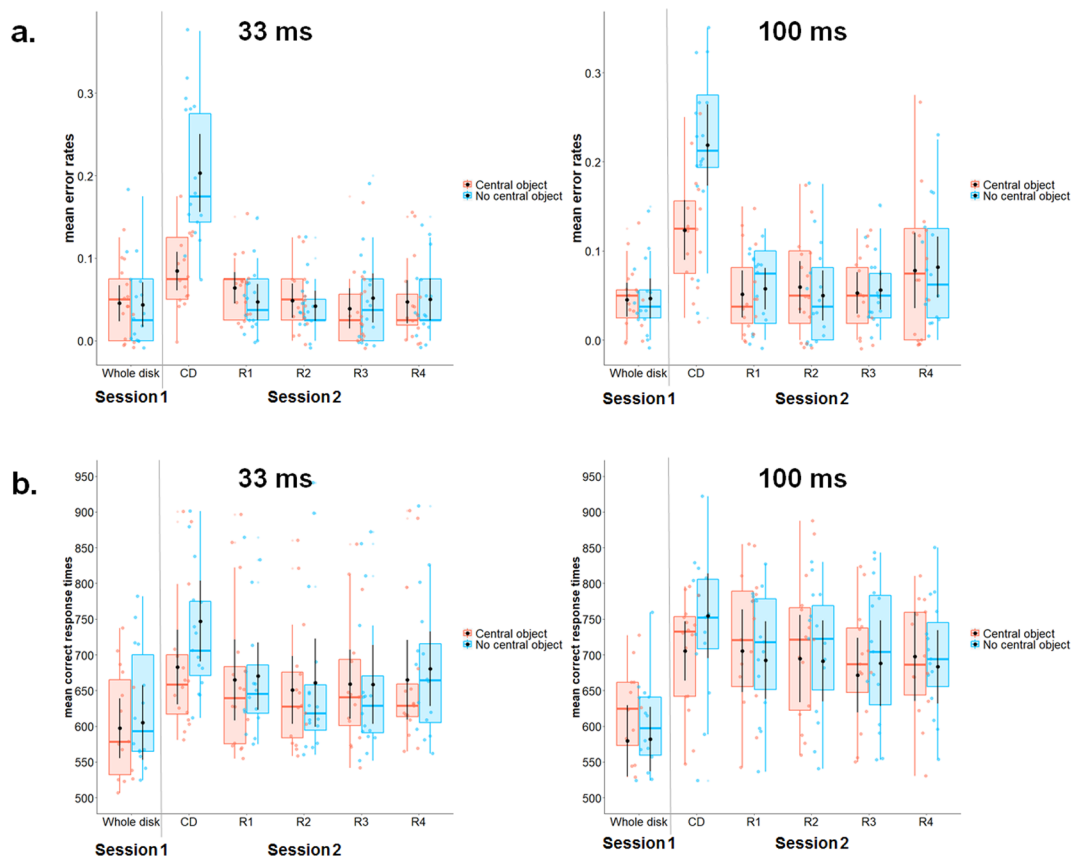 a.
33 ms
mean error rates
0.3
0.2
0.1
0.0
Central object
No central object
Whole disk CD R1 R2 R3 R4
Session 1 Session 2
100 ms
mean error rates
0.3
0.2
0.1
0.0
Central object
No central object
Whole disk CD R1 R2 R3 R4
Session 1 Session 2
b.
33 ms
mean correct response times
950
900
850
800
750
700
650
600
550
500
Central object
No central object
Whole disk CD R1 R2 R3 R4
Session 1 Session 2
100 ms
mean correct response times
950
900
850
800
750
700
650
600
550
500
Central object
No central object
Whole disk CD R1 R2 R3 R4
Session 1 Session 2